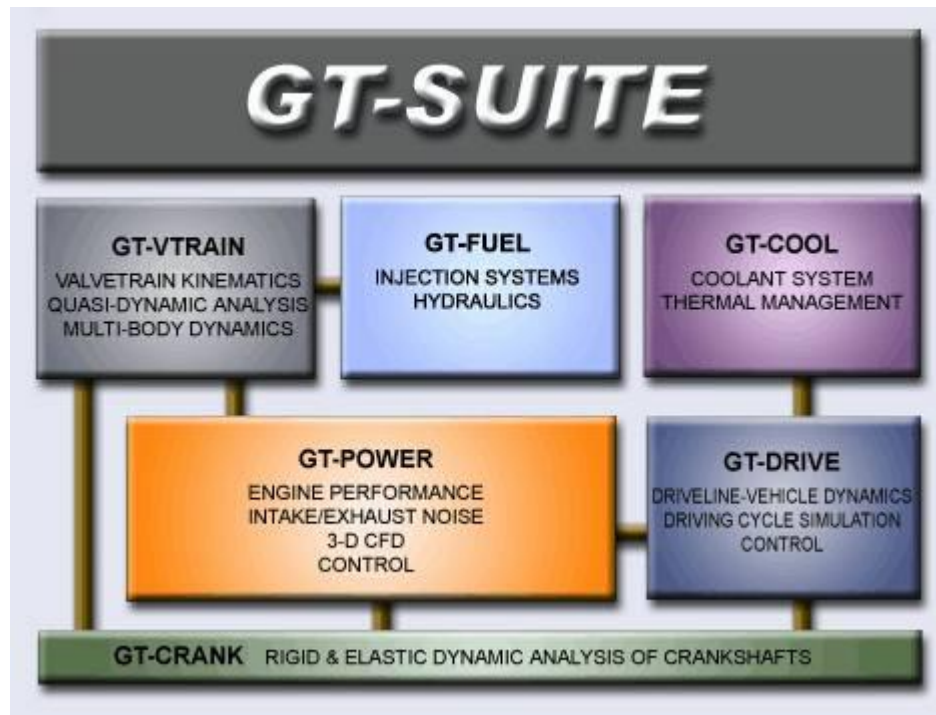 GT-SUITE
GT-VTRAIN
VALVETRAIN KINEMATICS
QUASI-DYNAMIC ANALYSIS
MULTI-BODY DYNAMICS
GT-FUEL
INJECTION SYSTEMS
HYDRAULICS
GT-COOL
COOLANT SYSTEM
THERMAL MANAGEMENT
GT-POWER
ENGINE PERFORMANCE
INTAKE/EXHAUST NOISE
3-D CFD
CONTROL
GT-DRIVE
DRIVELINE-VEHICLE DYNAMICS
DRIVING CYCLE SIMULATION
CONTROL
GT-CRANK RIGID & ELASTIC DYNAMIC ANALYSIS OF CRANKSHAFTS